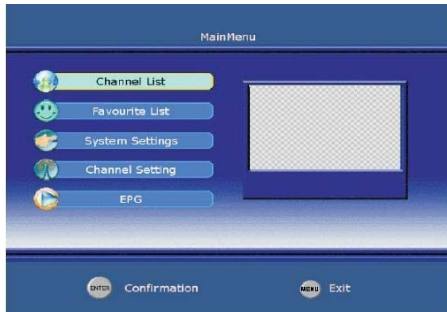 MainMenu
Channel List
Favourite List
System Settings
Channel Setting
EPG
ENTER Confirmation MENU Exit